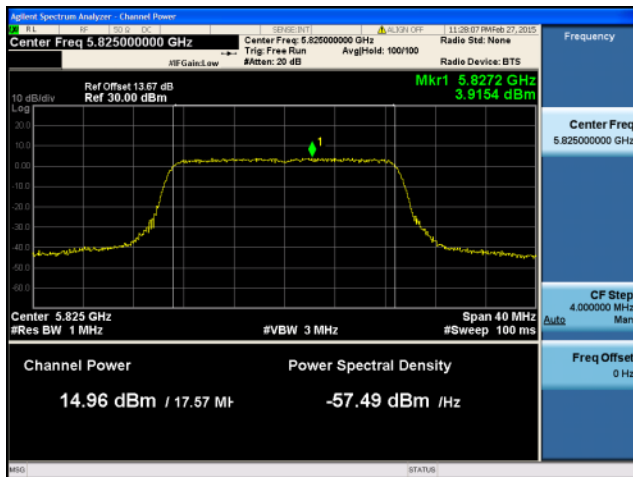 Agilent Spectrum Analyzer - Channel Power
RL RF 50 Ω DC SENSE:INT ALIGN OFF 11:28:07 PM Feb 27, 2015
Center Freq 5.825000000 GHz
Center Freq: 5.825000000 GHz
Radio Std: None
Trig: Free Run Avg|Hold: 100/100
#IFGain:Low #Atten: 20 dB Radio Device: BTS
Frequency
Mkr1 5.8272 GHz
3.9154 dBm
Ref Offset 13.67 dB
10 dB/div Ref 30.00 dBm
Log
20.0
10.0
0.00
-10.0
-20.0
-30.0
-40.0
-50.0
-60.0
1
Center Freq
5.825000000 GHz
Center 5.825 GHz Span 40 MHz
#Res BW 1 MHz #VBW 3 MHz #Sweep 100 ms
CF Step
4.000000 MHz
Auto Man
Channel Power Power Spectral Density
14.96 dBm / 17.57 MH -57.49 dBm /Hz
Freq Offset
0 Hz
MSG STATUS